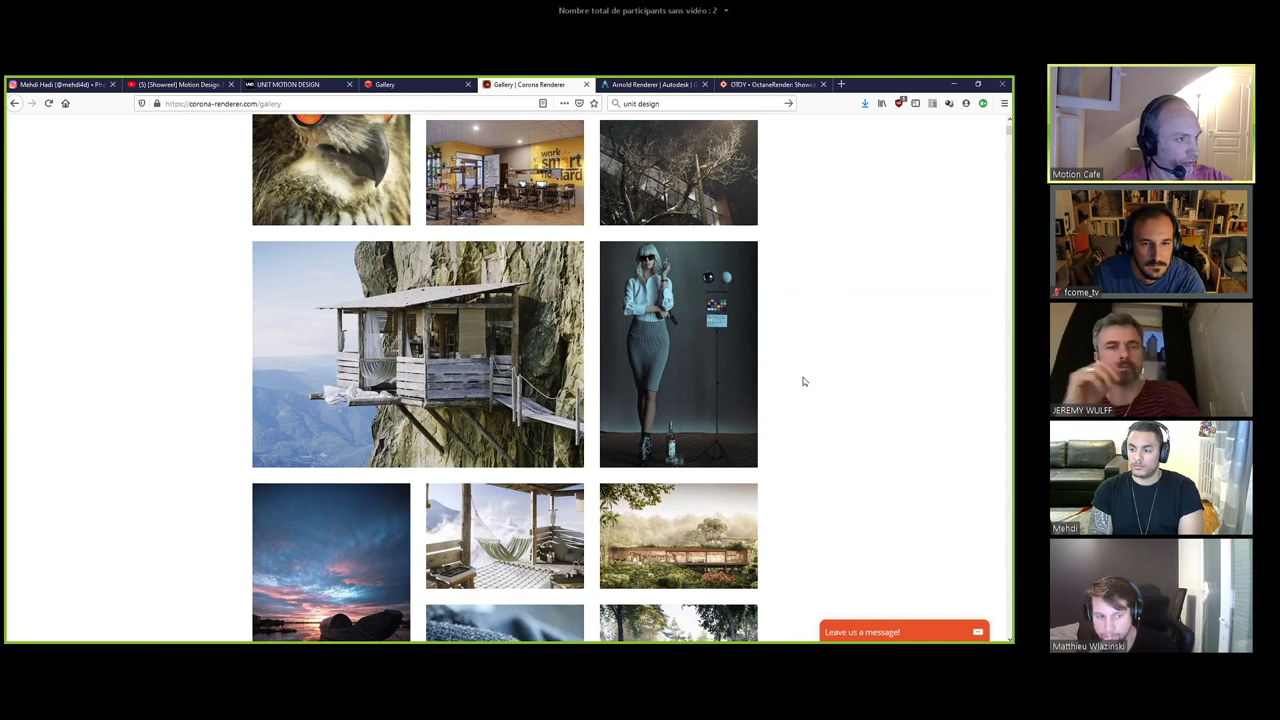 Nombre total de participants sans vidéo : 2
Mehdi Hadi (@mehdi4d) • Pho
(5) [Showreel] Motion Design
UNIT MOTION DESIGN
Gallery
Gallery | Corona Renderer
Arnold Renderer | Autodesk | G
OTOY • OctaneRender: Showc
https://corona-renderer.com/gallery
unit design
work
smart
hard
Leave us a message!
Motion Cafe
fcome_tv
JEREMY WULFF
Mehdi
Matthieu Wlazinski